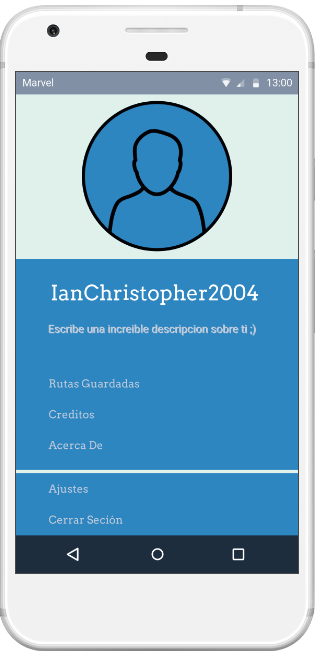 Marvel 13:00
IanChristopher2004
Escribe una increible descripcion sobre ti ;)
Rutas Guardadas
Creditos
Acerca De
Ajustes
Cerrar Seción